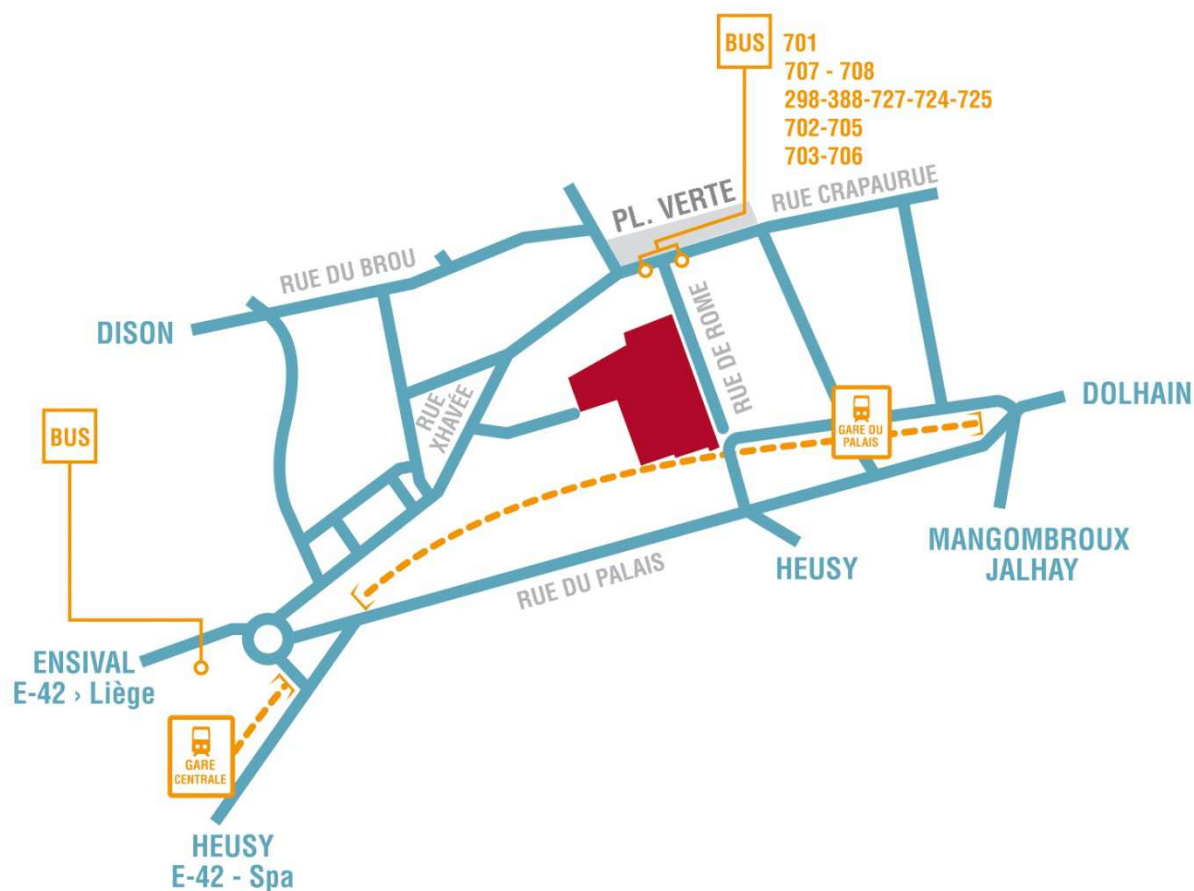 BUS
701
707 - 708
298-388-727-724-725
702-705
703-706
PL. VERTE
RUE CRAPAURUE
RUE DU BROU
DISON
RUE DE ROME
RUE
XHAVÉE
GARE DU
PALAIS
DOLHAIN
BUS
MANGOMBROUX
JALHAY
HEUSY
RUE DU PALAIS
ENSIVAL
E-42 › Liège
GARE
CENTRALE
HEUSY
E-42 - Spa